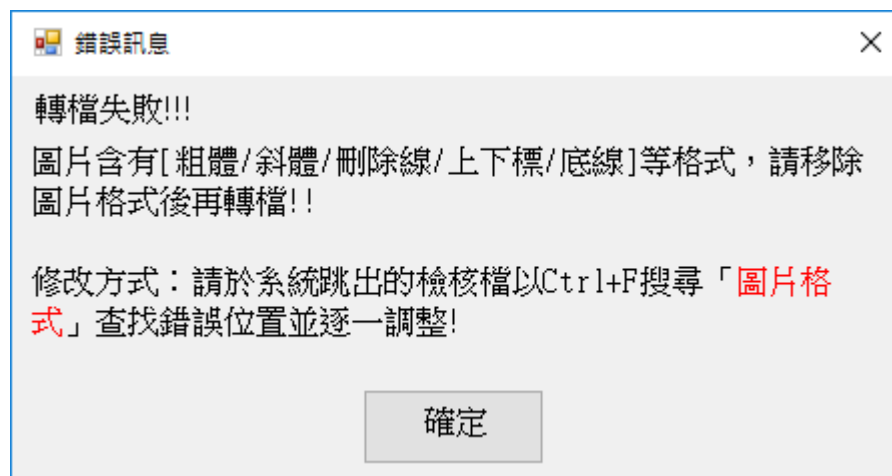 錯誤訊息
轉檔失敗!!!
圖片含有[粗體/斜體/刪除線/上下標/底線]等格式，請移除
圖片格式後再轉檔!!
修改方式：請於系統跳出的檢核檔以Ctrl+F搜尋「圖片格
式」查找錯誤位置並逐一調整!
確定